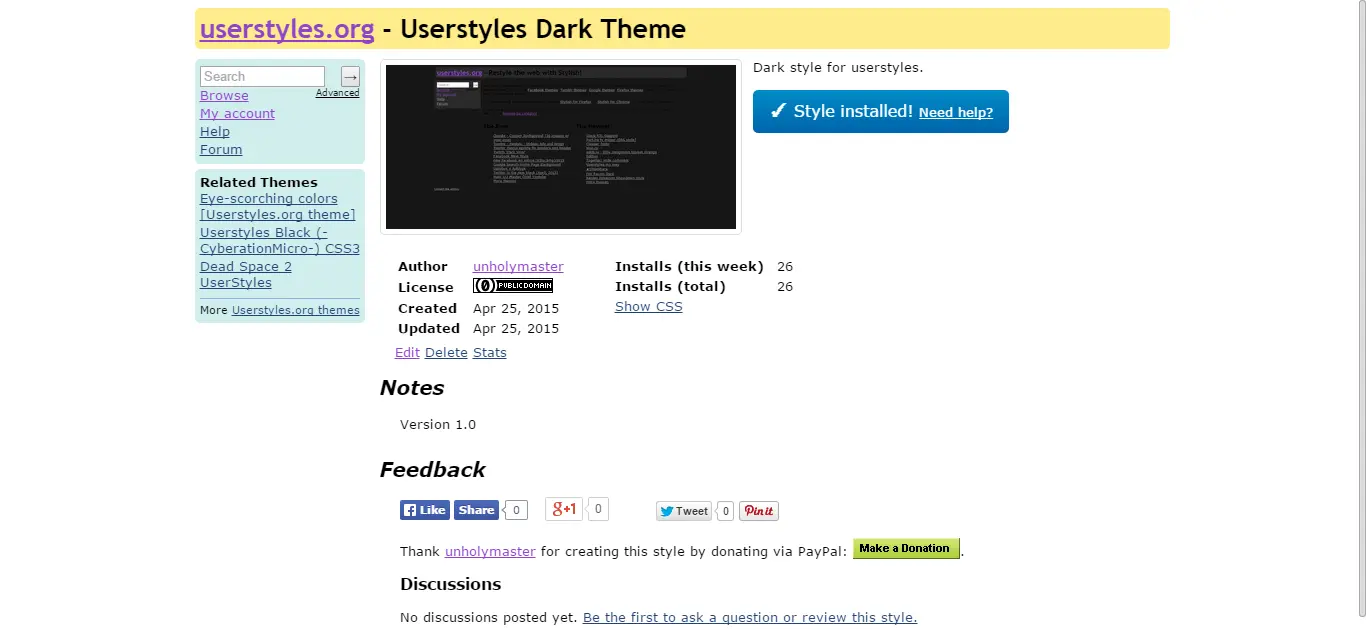 userstyles.org - Userstyles Dark Theme
Search →
Advanced
Browse
My account
Help
Forum
Related Themes
Eye-scorching colors
[Userstyles.org theme]
Userstyles Black (-
CyberationMicro-) CSS3
Dead Space 2
UserStyles
More Userstyles.org themes
userstyles.org
Dark style for userstyles.
✓ Style installed! Need help?
Author unholymaster
License PUBLIC DOMAIN
Created Apr 25, 2015
Updated Apr 25, 2015
Installs (this week) 26
Installs (total) 26
Show CSS
Edit Delete Stats
Notes
Version 1.0
Feedback
Like Share 0 g+1 0 Tweet 0 Pin it
Thank unholymaster for creating this style by donating via PayPal: Make a Donation.
Discussions
No discussions posted yet. Be the first to ask a question or review this style.